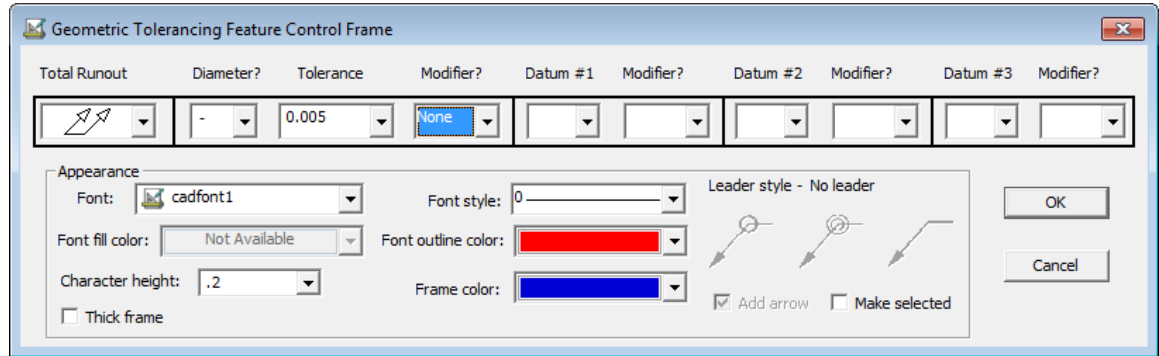 Geometric Tolerancing Feature Control Frame
Total Runout Diameter? Tolerance Modifier? Datum #1 Modifier? Datum #2 Modifier? Datum #3 Modifier?
- 0.005 None
Appearance
Font: cadfont1 Font style: 0 Leader style - No leader OK
Font fill color: Not Available Font outline color:
Character height: .2 Frame color: Cancel
Thick frame Add arrow Make selected